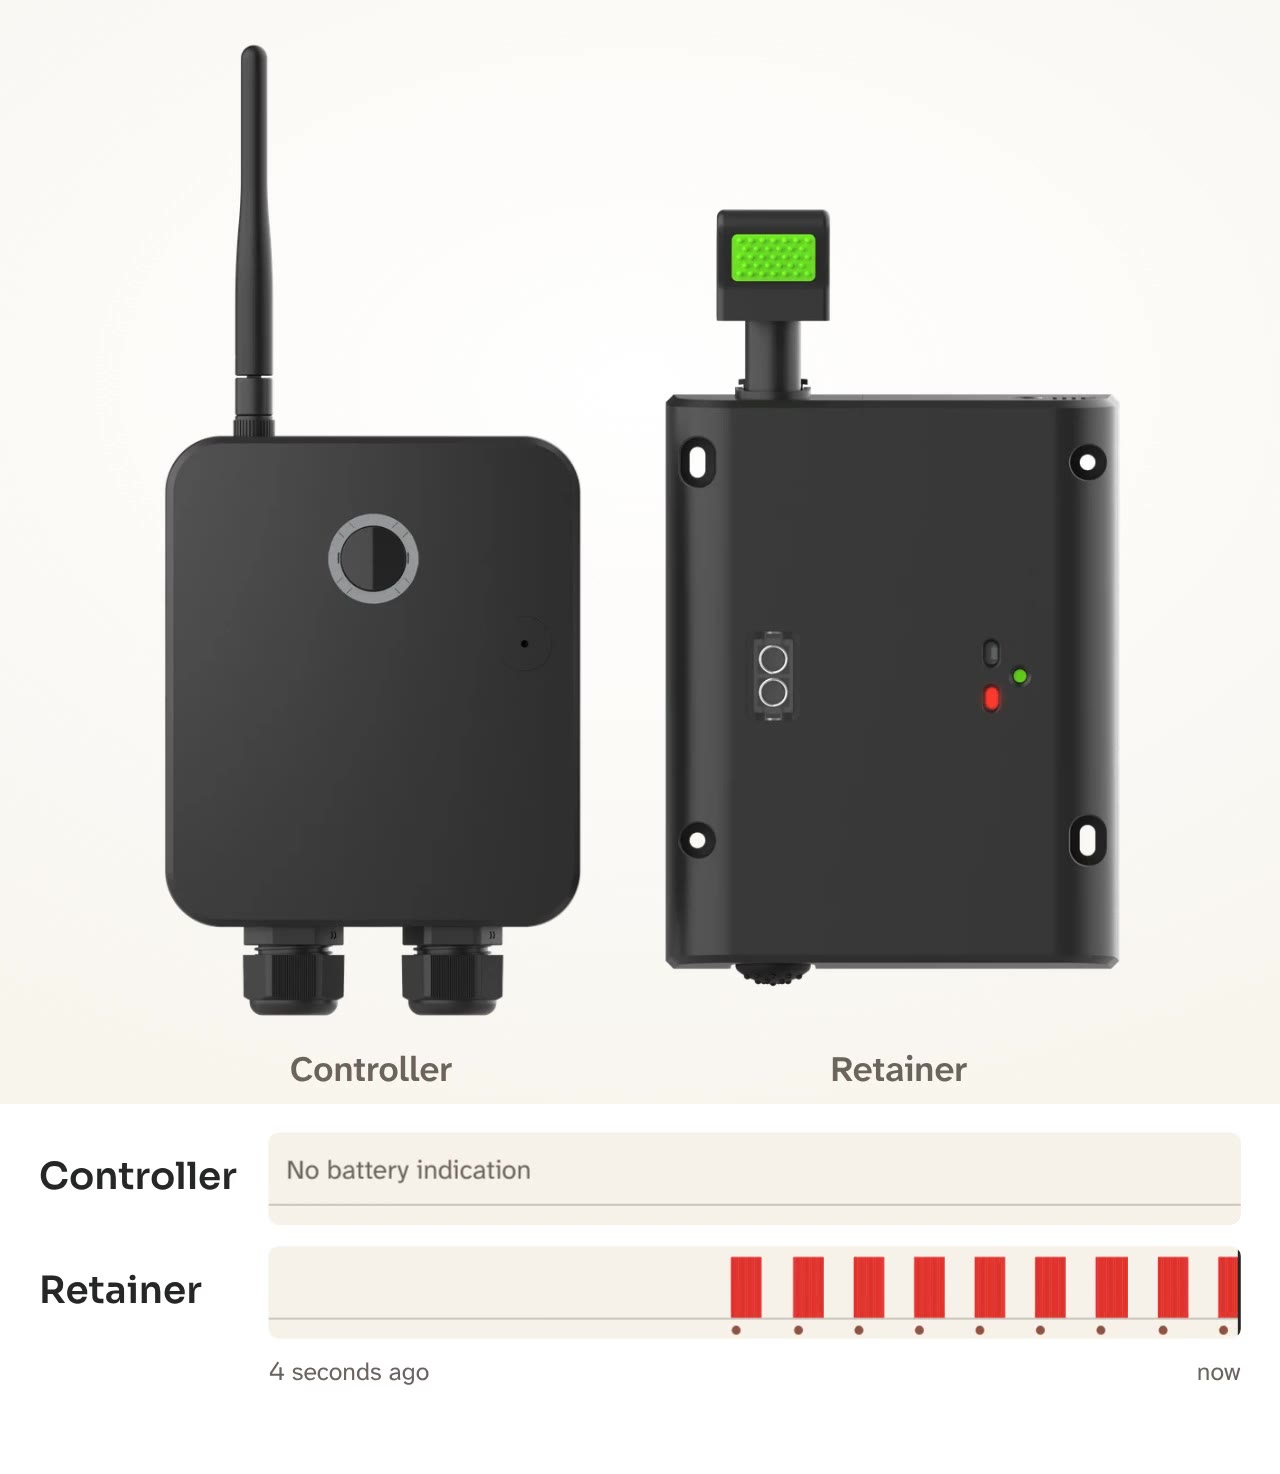 Controller
Retainer
Controller
No battery indication
Retainer
4 seconds ago
now